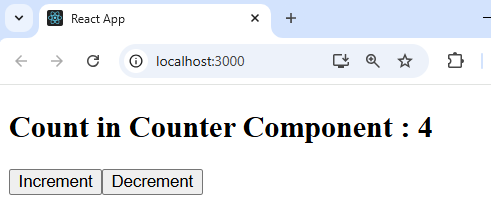 React App
localhost:3000
Count in Counter Component : 4
Increment Decrement